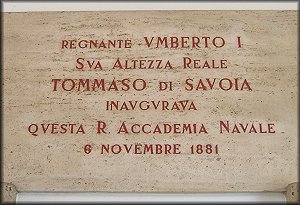 REGNANTE · VMBERTO I
SVA ALTEZZA REALE
TOMMASO DI SAVOIA
INAVGVRAVA
QVESTA R. ACCADEMIA NAVALE
6 NOVEMBRE 1881